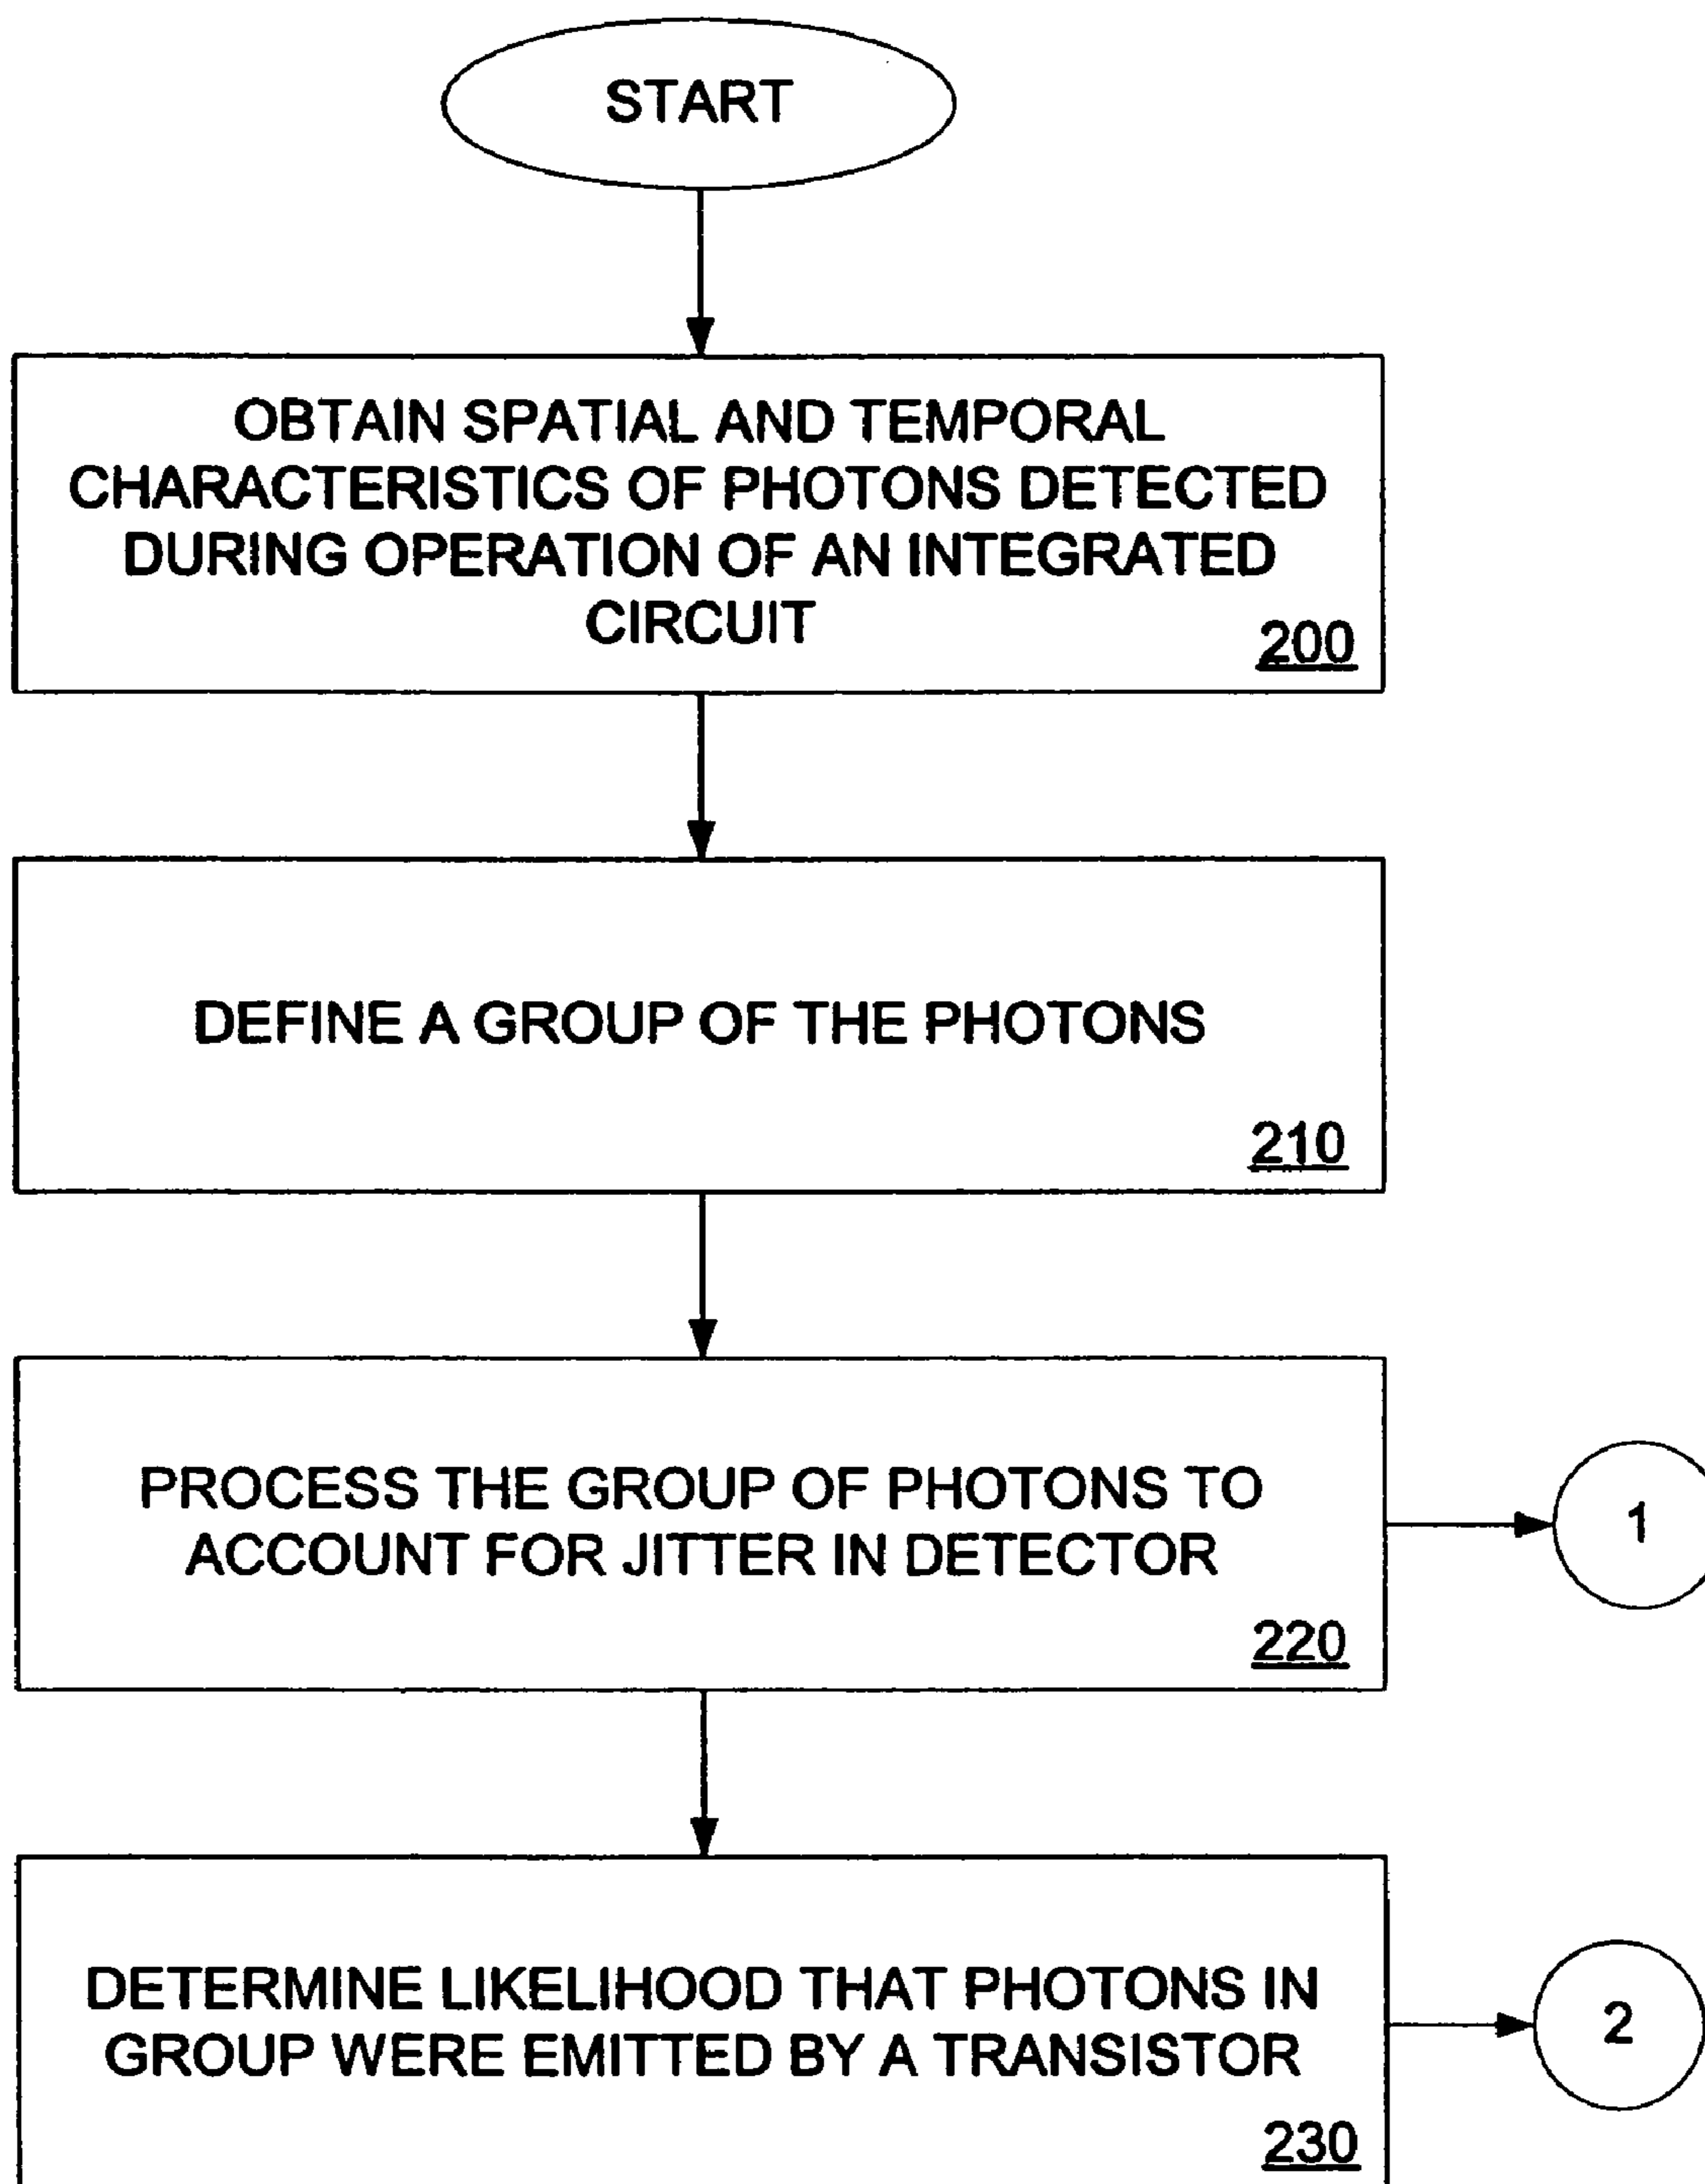 START
OBTAIN SPATIAL AND TEMPORAL
CHARACTERISTICS OF PHOTONS DETECTED
DURING OPERATION OF AN INTEGRATED
CIRCUIT
200
DEFINE A GROUP OF THE PHOTONS
210
PROCESS THE GROUP OF PHOTONS TO
ACCOUNT FOR JITTER IN DETECTOR
220
1
DETERMINE LIKELIHOOD THAT PHOTONS IN
GROUP WERE EMITTED BY A TRANSISTOR
230
2